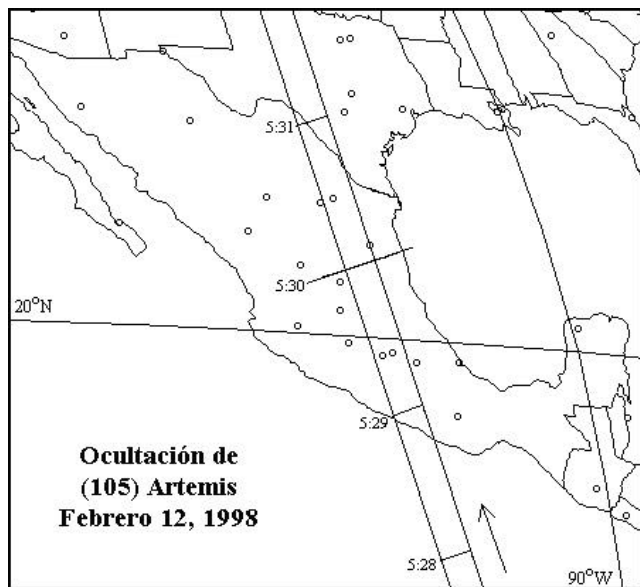 5:31
5:30
20°N
5:29
Ocultación de
(105) Artemis
Febrero 12, 1998
5:28
90°W